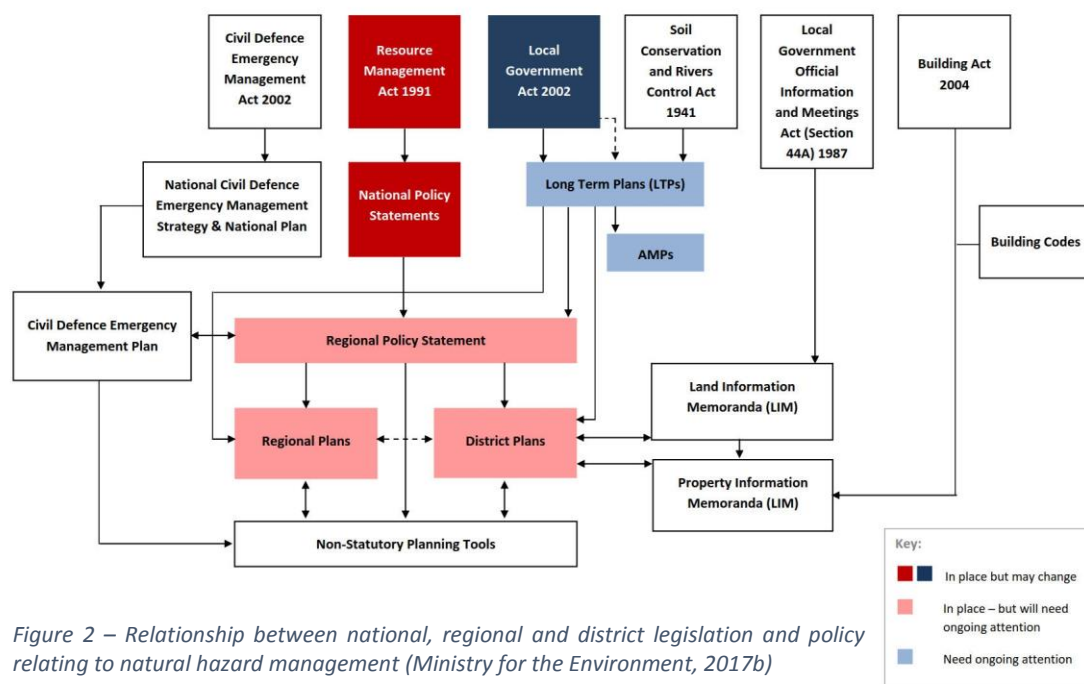 Civil Defence
Emergency
Management
Act 2002
Resource
Management
Act 1991
Local
Government
Act 2002
Soil
Conservation
and Rivers
Control Act
1941
Local
Government
Official
Information
and Meetings
Act (Section
44A) 1987
Building Act
2004
National Civil Defence
Emergency Management
Strategy & National Plan
National Policy
Statements
Long Term Plans (LTPs)
AMPs
Building Codes
Civil Defence Emergency
Management Plan
Regional Policy Statement
Land Information
Memoranda (LIM)
Regional Plans
District Plans
Property Information
Memoranda (LIM)
Non-Statutory Planning Tools
Key:
In place but may change
In place – but will need
ongoing attention
Need ongoing attention
Figure 2 – Relationship between national, regional and district legislation and policy
relating to natural hazard management (Ministry for the Environment, 2017b)